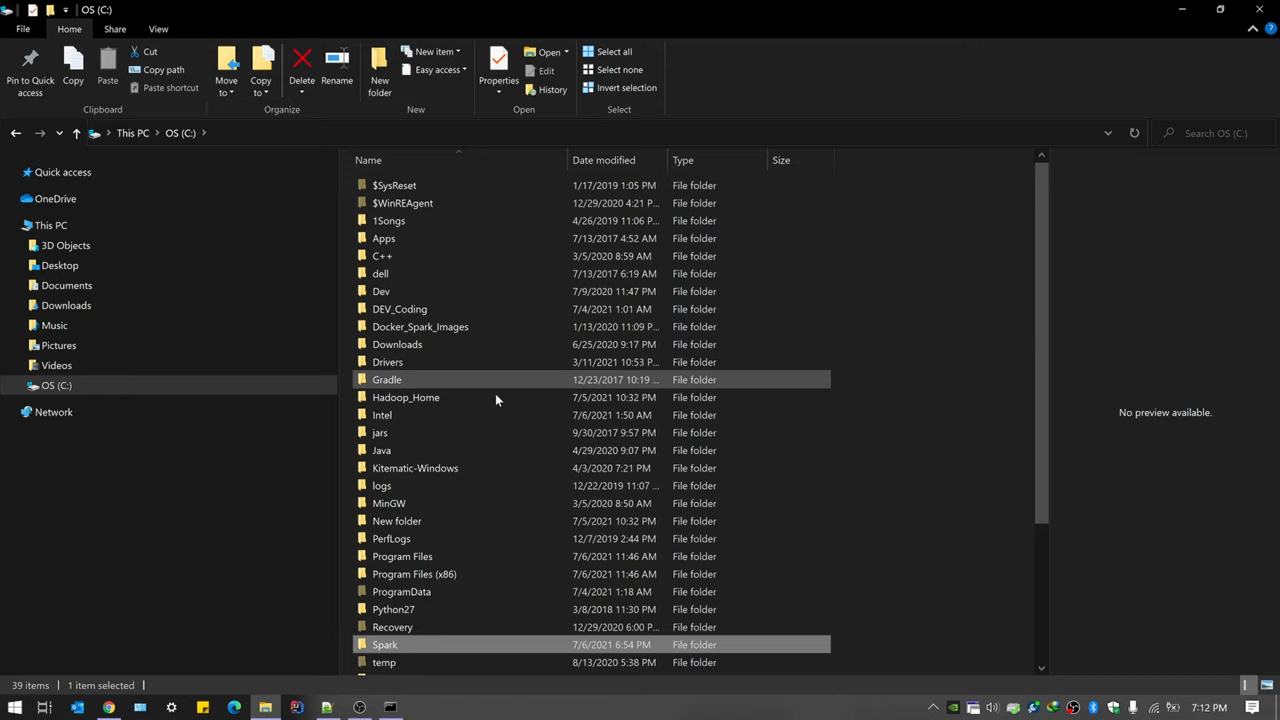 OS (C:)
File Home Share View
Pin to Quick access
Copy
Paste
Cut
Copy path
Paste shortcut
Clipboard
Move to
Copy to
Delete
Rename
Organize
New folder
New item
Easy access
New
Properties
Open
Edit
History
Open
Select all
Select none
Invert selection
Select
This PC OS (C:)
Search OS (C:)
Quick access
OneDrive
This PC
3D Objects
Desktop
Documents
Downloads
Music
Pictures
Videos
OS (C:)
Network
Name Date modified Type Size
$SysReset 1/17/2019 1:05 PM File folder
$WinREAgent 12/29/2020 4:21 P... File folder
1Songs 4/26/2019 11:06 P... File folder
Apps 7/13/2017 4:52 AM File folder
C++ 3/5/2020 8:59 AM File folder
dell 7/13/2017 6:19 AM File folder
Dev 7/9/2020 11:47 PM File folder
DEV_Coding 7/4/2021 1:01 AM File folder
Docker_Spark_Images 1/13/2020 11:09 P... File folder
Downloads 6/25/2020 9:17 PM File folder
Drivers 3/11/2021 10:53 P... File folder
Gradle 12/23/2017 10:19 ... File folder
Hadoop_Home 7/5/2021 10:32 PM File folder
Intel 7/6/2021 1:50 AM File folder
jars 9/30/2017 9:57 PM File folder
Java 4/29/2020 9:07 PM File folder
Kitematic-Windows 4/3/2020 7:21 PM File folder
logs 12/22/2019 11:07 ... File folder
MinGW 3/5/2020 8:50 AM File folder
New folder 7/5/2021 10:32 PM File folder
PerfLogs 12/7/2019 2:44 PM File folder
Program Files 7/6/2021 11:46 AM File folder
Program Files (x86) 7/6/2021 11:46 AM File folder
ProgramData 7/4/2021 1:18 AM File folder
Python27 3/8/2018 11:30 PM File folder
Recovery 12/29/2020 6:00 P... File folder
Spark 7/6/2021 6:54 PM File folder
temp 8/13/2020 5:38 PM File folder
No preview available.
39 items 1 item selected
7:12 PM